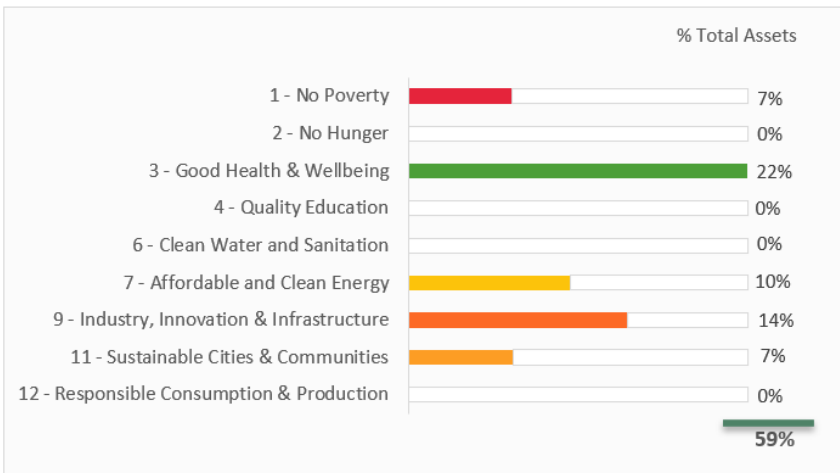 % Total Assets
1 - No Poverty 7%
2 - No Hunger 0%
3 - Good Health & Wellbeing 22%
4 - Quality Education 0%
6 - Clean Water and Sanitation 0%
7 - Affordable and Clean Energy 10%
9 - Industry, Innovation & Infrastructure 14%
11 - Sustainable Cities & Communities 7%
12 - Responsible Consumption & Production 0%
59%